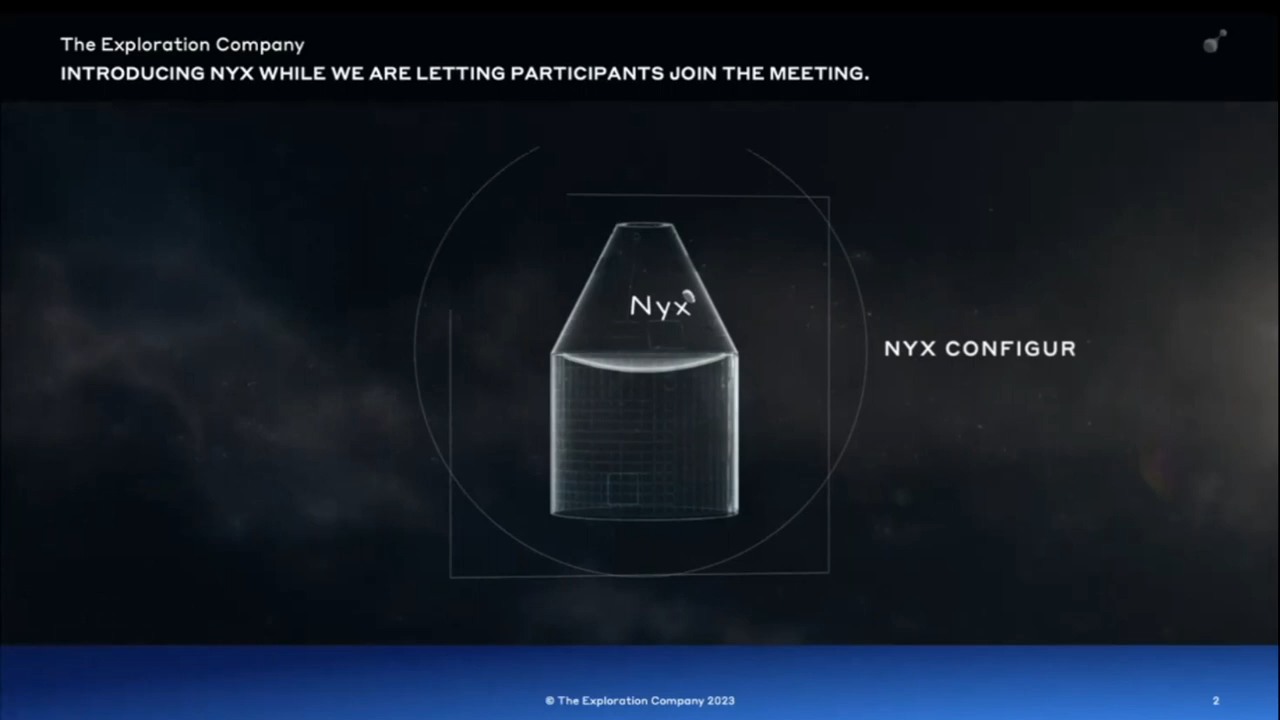 The Exploration Company
INTRODUCING NYX WHILE WE ARE LETTING PARTICIPANTS JOIN THE MEETING.
Nyx
NYX CONFIGUR
© The Exploration Company 2023
2